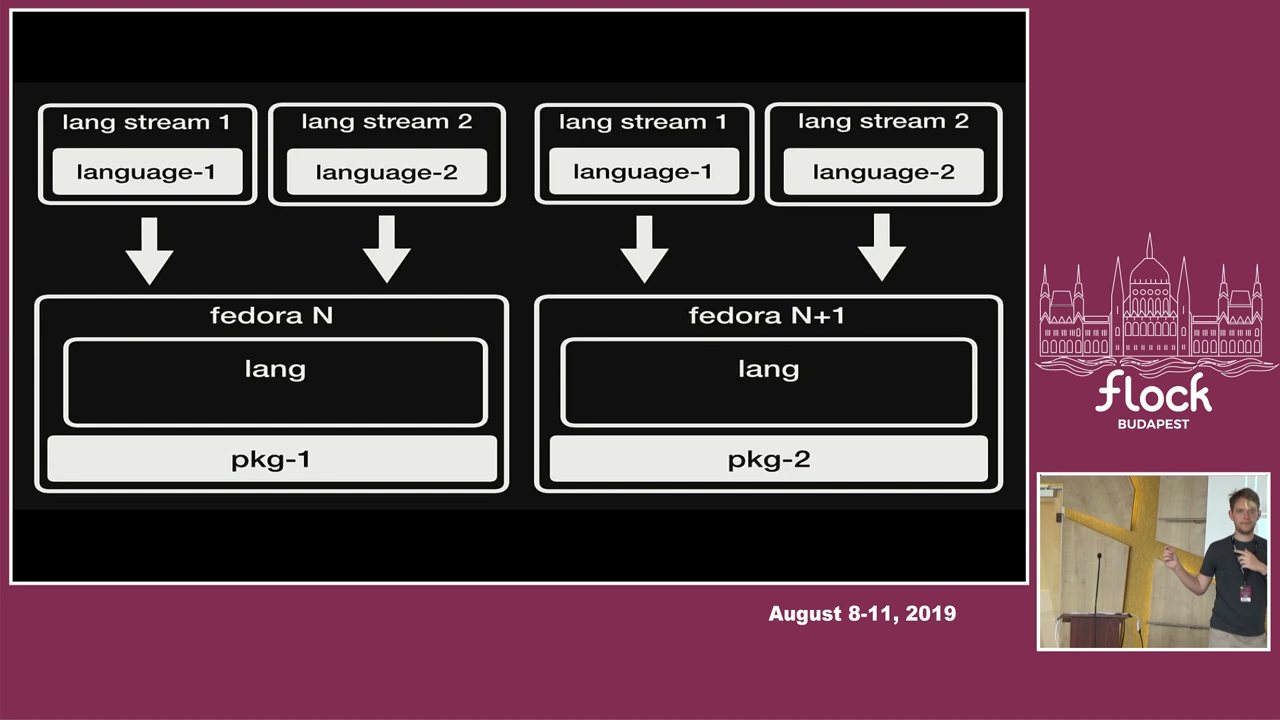 lang stream 1
language-1
lang stream 2
language-2
lang stream 1
language-1
lang stream 2
language-2
fedora N
lang
pkg-1
fedora N+1
lang
pkg-2
flock
BUDAPEST
August 8-11, 2019